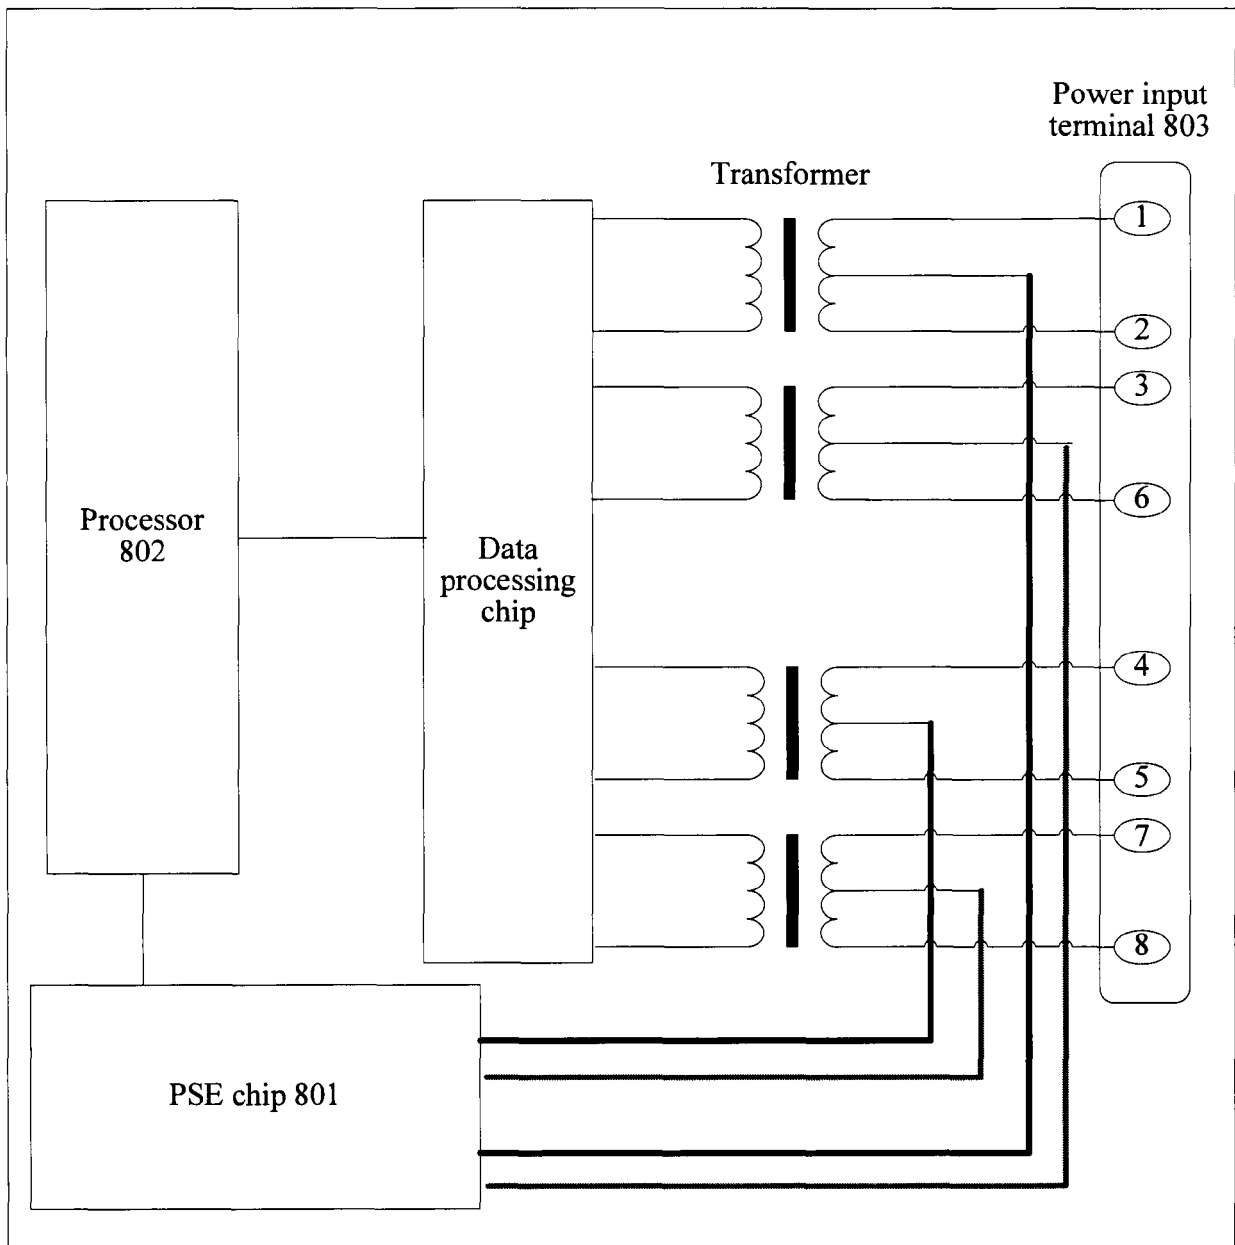 Power input
terminal 803
Transformer
1
2
3
6
Processor
802
Data
processing
chip
4
5
7
8
PSE chip 801